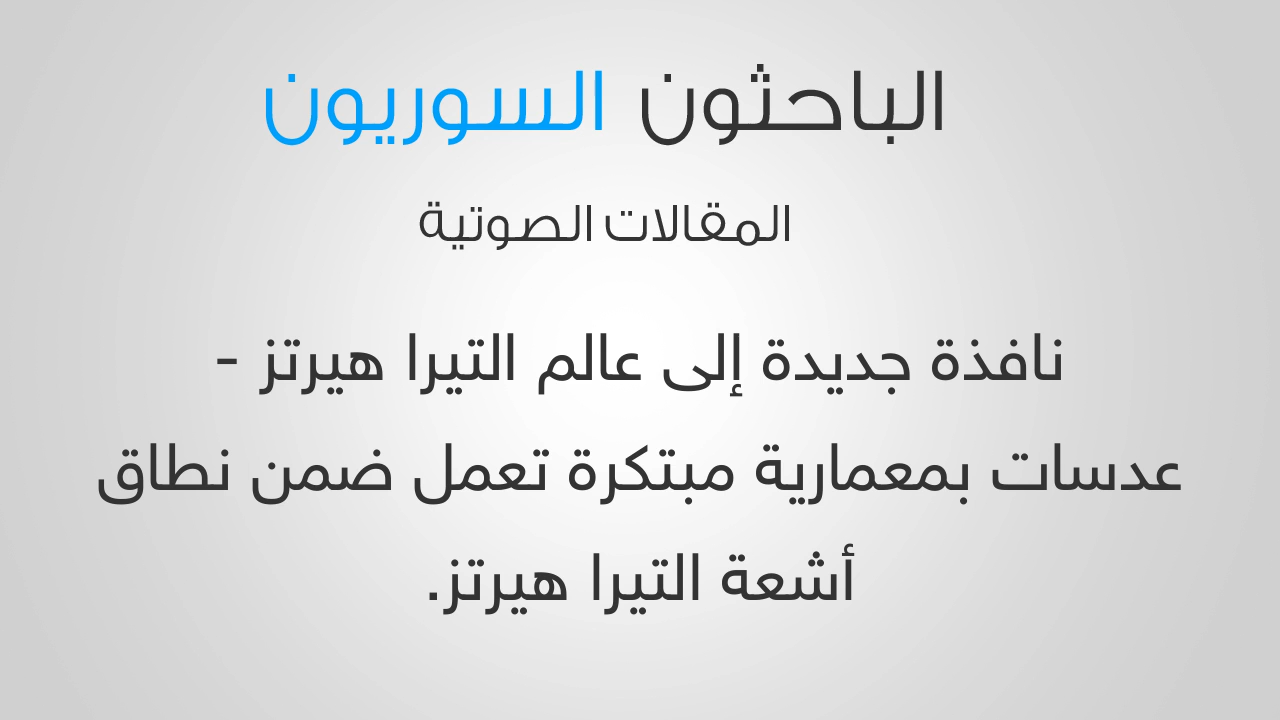 الباحثون السوريون
المقالات الصوتية
نافذة جديدة إلى عالم التيرا هيرتز -
عدسات بمعمارية مبتكرة تعمل ضمن نطاق
أشعة التيرا هيرتز.